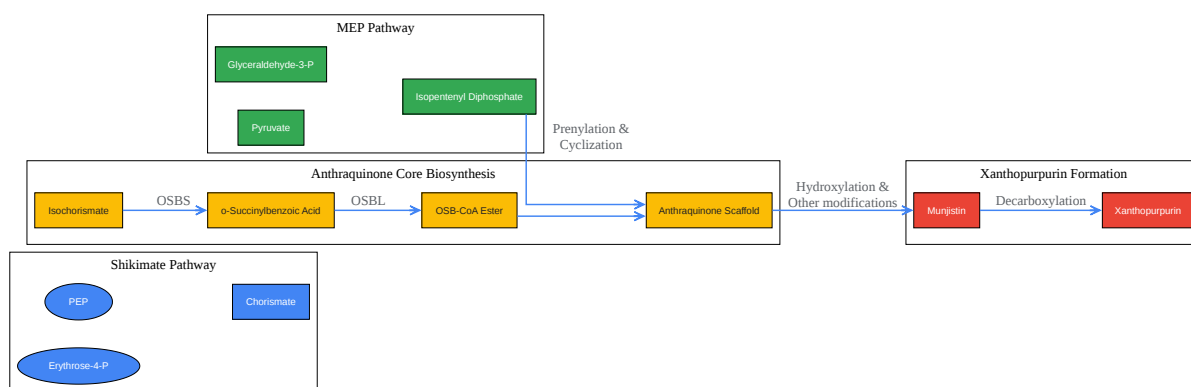 MEP Pathway
Glyceraldehyde-3-P
Isopentenyl Diphosphate
Pyruvate
Prenylation &
Cyclization
Anthraquinone Core Biosynthesis
Isochorismate
OSBS
o-Succinylbenzoic Acid
OSBL
OSB-CoA Ester
Anthraquinone Scaffold
Hydroxylation &
Other modifications
Xanthopurpurin Formation
Munjistin
Decarboxylation
Xanthopurpurin
Shikimate Pathway
PEP
Chorismate
Erythrose-4-P